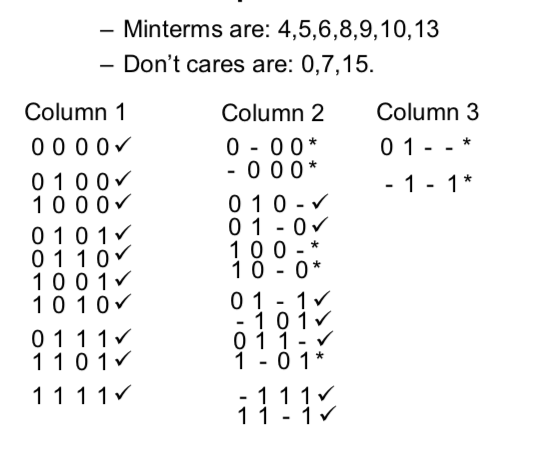 – Minterms are: 4,5,6,8,9,10,13
– Don't cares are: 0,7,15.
Column 1 Column 2 Column 3
0 0 0 0✓ 0 - 0 0* 0 1 - - *
- 0 0 0*
0 1 0 0✓ - 1 - 1*
1 0 0 0✓ 0 1 0 -✓
0 1 0 1✓ 0 1 - 0✓
0 1 1 0✓ 1 0 0 -*
1 0 0 1✓ 1 0 - 0*
1 0 1 0✓ 0 1 - 1✓
- 1 0 1✓
0 1 1 1✓ 0 1 1 -✓
1 1 0 1✓ 1 - 0 1*
1 1 1 1✓ - 1 1 1✓
1 1 - 1✓